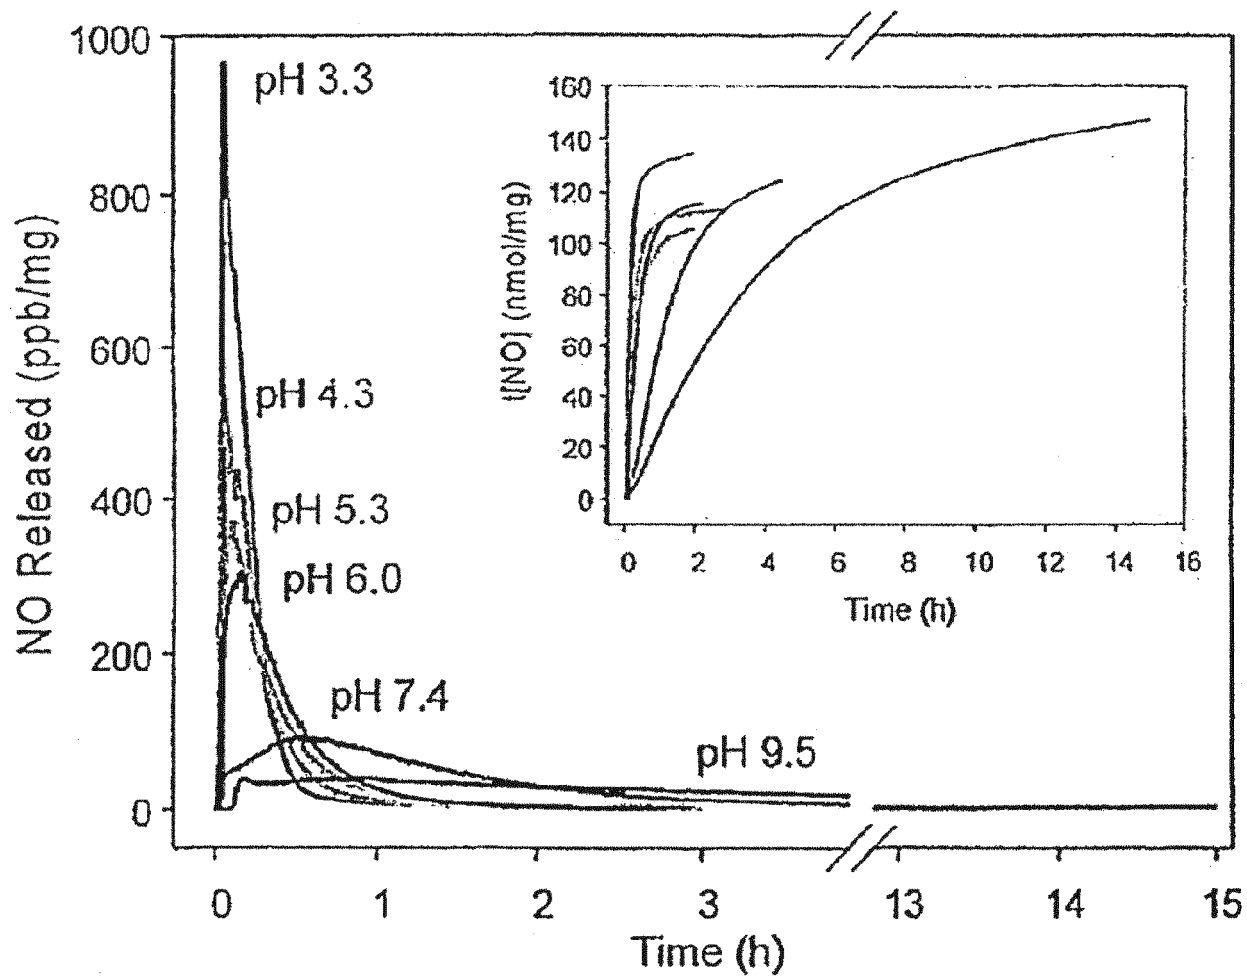 1000
800
600
400
200
0
NO Released (ppb/mg)
pH 3.3
pH 4.3
pH 5.3
pH 6.0
pH 7.4
pH 9.5
0 1 2 3 13 14 15
Time (h)
160
140
120
100
80
60
40
20
0
t[NO] (nmol/mg)
0 2 4 6 8 10 12 14 16
Time (h)